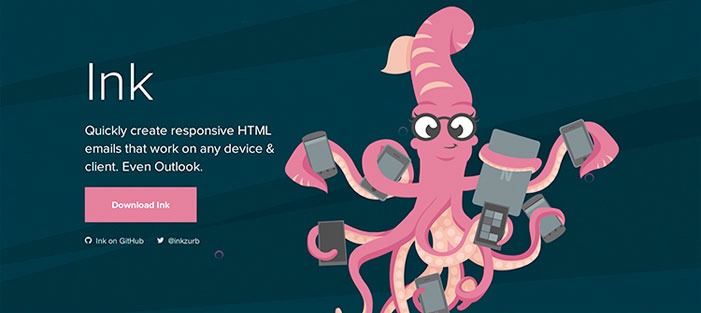 Ink
Quickly create responsive HTML
emails that work on any device &
client. Even Outlook.
Download Ink
Ink on GitHub @inkzurb